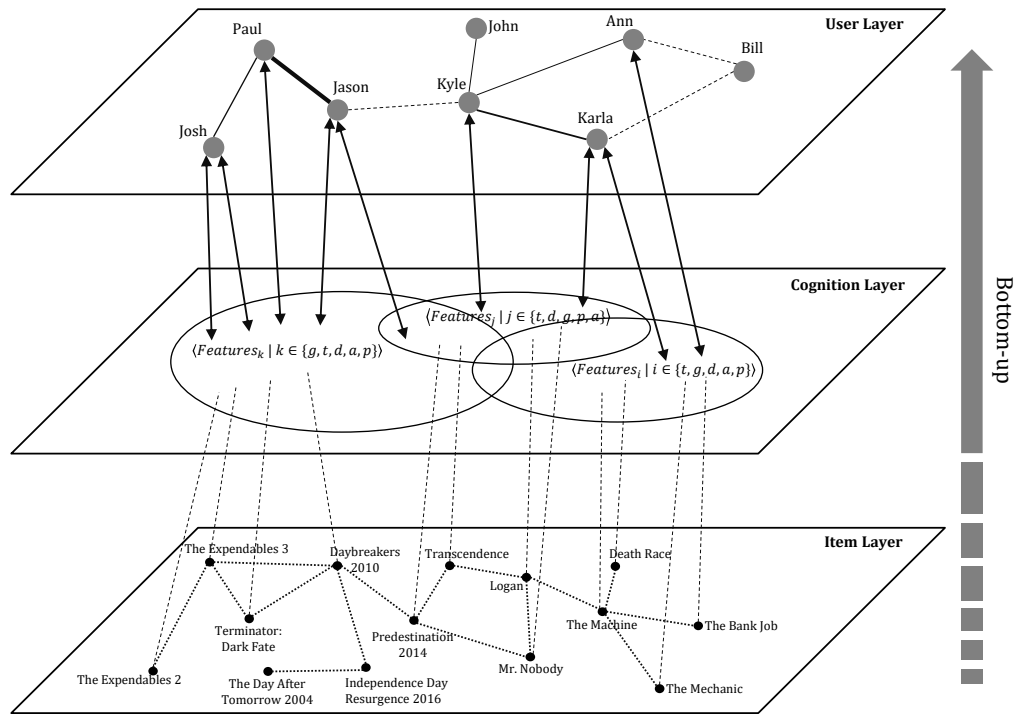 User Layer
Paul
John
Ann
Bill
Jason
Kyle
Karla
Josh
Cognition Layer
⟨Features_j | j ∈ {t, d, g, p, a}⟩
⟨Features_k | k ∈ {g, t, d, a, p}⟩
⟨Features_i | i ∈ {t, g, d, a, p}⟩
Bottom-up
Item Layer
The Expendables 3
Daybreakers
2010
Transcendence
Death Race
Logan
Terminator:
Dark Fate
Predestination
2014
The Machine
The Bank Job
Mr. Nobody
The Expendables 2
The Day After
Tomorrow 2004
Independence Day
Resurgence 2016
The Mechanic